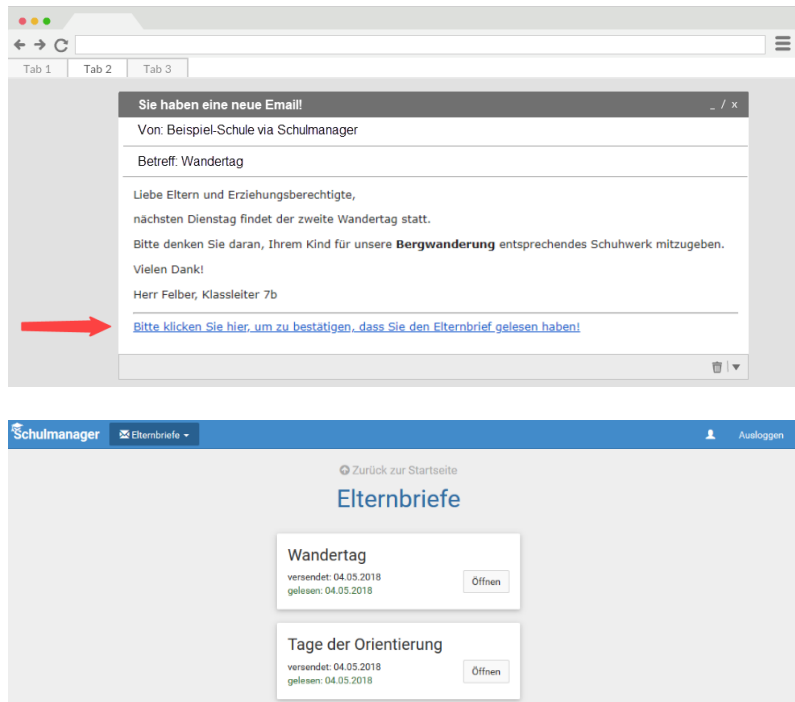 Tab 1 Tab 2 Tab 3
Sie haben eine neue Email! _ / x
Von: Beispiel-Schule via Schulmanager
Betreff: Wandertag
Liebe Eltern und Erziehungsberechtigte,
nächsten Dienstag findet der zweite Wandertag statt.
Bitte denken Sie daran, Ihrem Kind für unsere Bergwanderung entsprechendes Schuhwerk mitzugeben.
Vielen Dank!
Herr Felber, Klassleiter 7b
Bitte klicken Sie hier, um zu bestätigen, dass Sie den Elternbrief gelesen haben!
Schulmanager Elternbriefe Ausloggen
Zurück zur Startseite
Elternbriefe
Wandertag
versendet: 04.05.2018
gelesen: 04.05.2018
Öffnen
Tage der Orientierung
versendet: 04.05.2018
gelesen: 04.05.2018
Öffnen